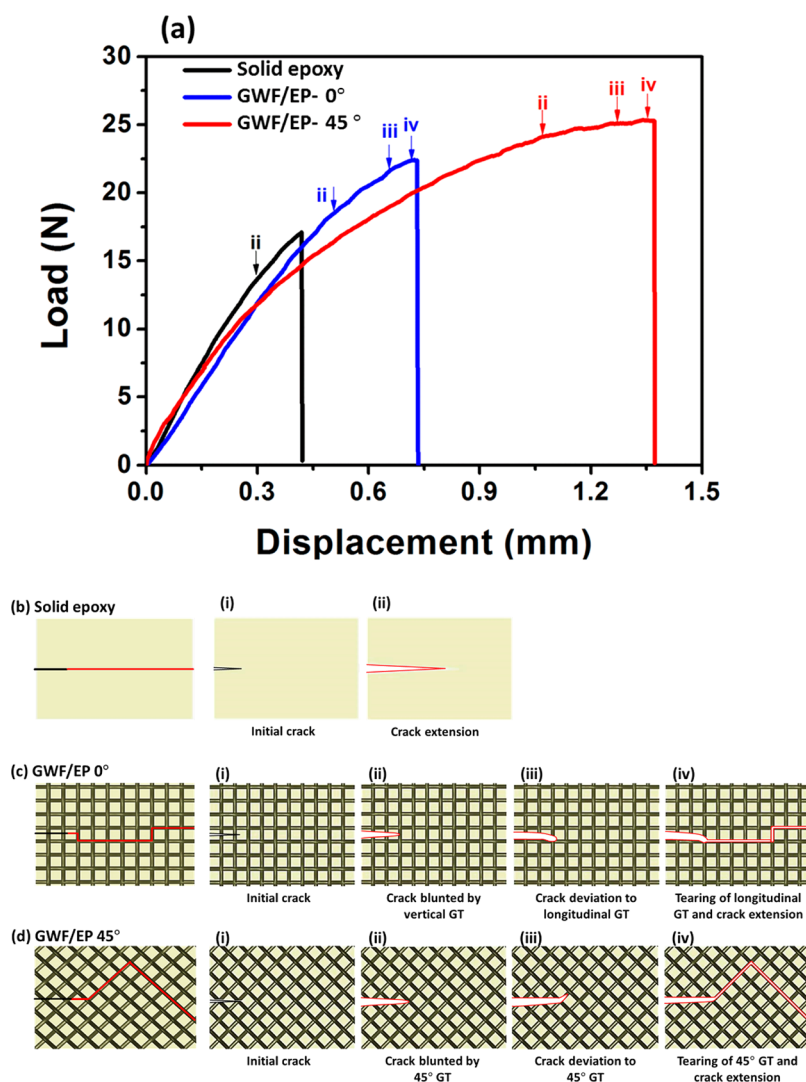 (a)
30
25
20
15
10
5
0
Load (N)
Solid epoxy
GWF/EP- 0°
GWF/EP- 45 °
ii
ii
iii
iv
ii
iii
iv
0.0 0.3 0.6 0.9 1.2 1.5
Displacement (mm)
(b) Solid epoxy
(i)
(ii)
Initial crack
Crack extension
(c) GWF/EP 0°
(i)
(ii)
(iii)
(iv)
Initial crack
Crack blunted by
vertical GT
Crack deviation to
longitudinal GT
Tearing of longitudinal
GT and crack extension
(d) GWF/EP 45°
(i)
(ii)
(iii)
(iv)
Initial crack
Crack blunted by
45° GT
Crack deviation to
45° GT
Tearing of 45° GT and
crack extension